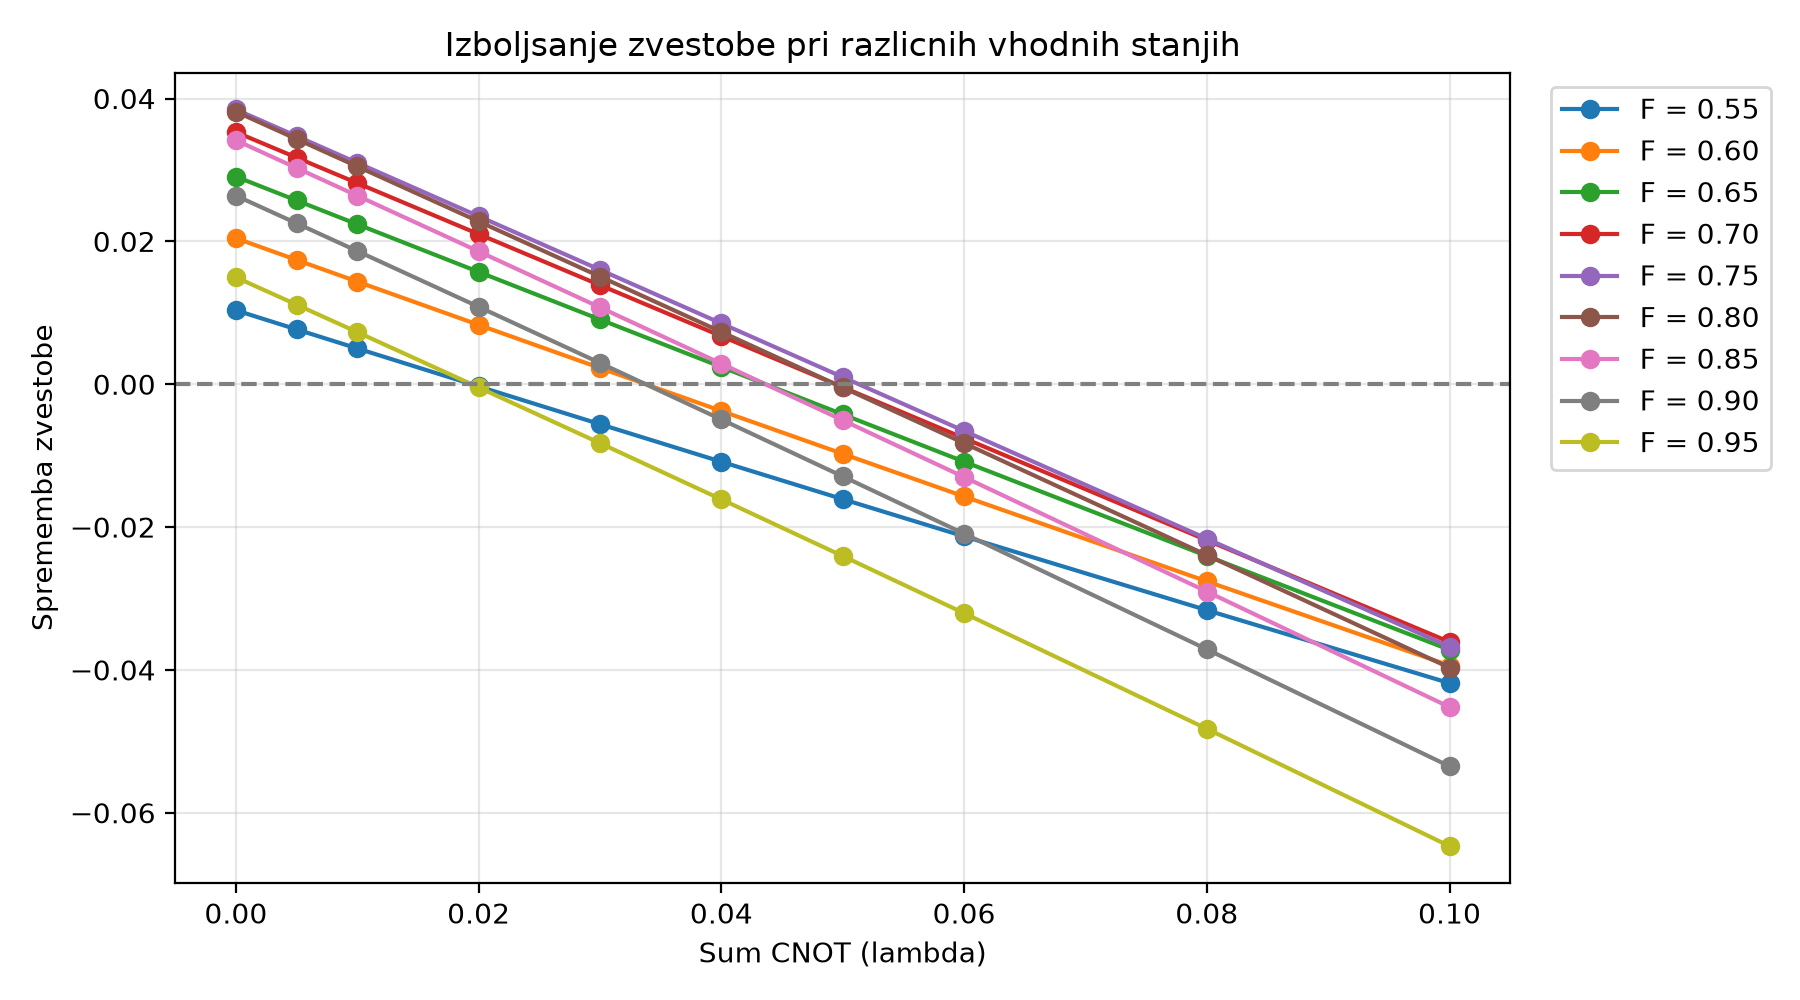 Izboljsanje zvestobe pri razlicnih vhodnih stanjih
Sprememba zvestobe
0.04
0.02
0.00
−0.02
−0.04
−0.06
0.00 0.02 0.04 0.06 0.08 0.10
Sum CNOT (lambda)
F = 0.55
F = 0.60
F = 0.65
F = 0.70
F = 0.75
F = 0.80
F = 0.85
F = 0.90
F = 0.95